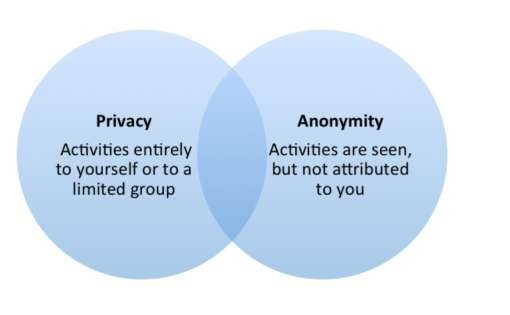 Privacy
Activities entirely
to yourself or to a
limited group
Anonymity
Activities are seen,
but not attributed
to you